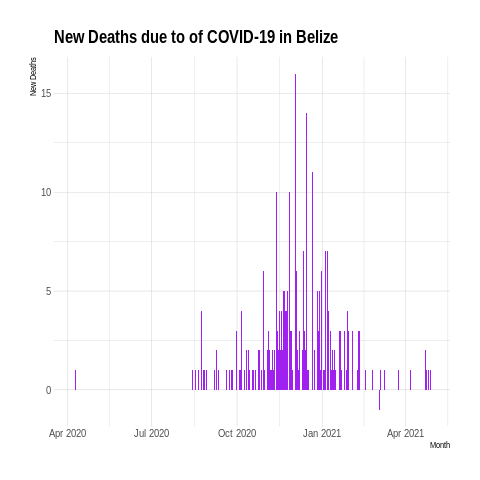 New Deaths due to of COVID-19 in Belize
New Deaths
15
10
5
0
Apr 2020 Jul 2020 Oct 2020 Jan 2021 Apr 2021
Month